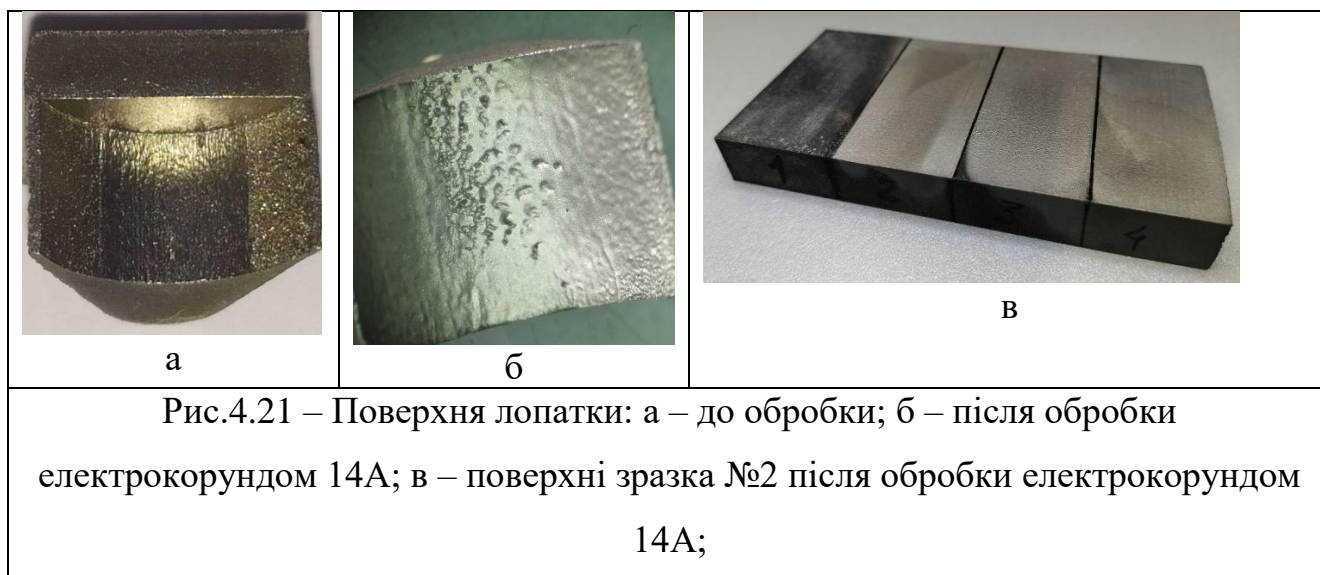 1
2
3
4
а
б
в
Рис.4.21 – Поверхня лопатки: а – до обробки; б – після обробки
електрокорундом 14А; в – поверхні зразка №2 після обробки електрокорундом
14А;